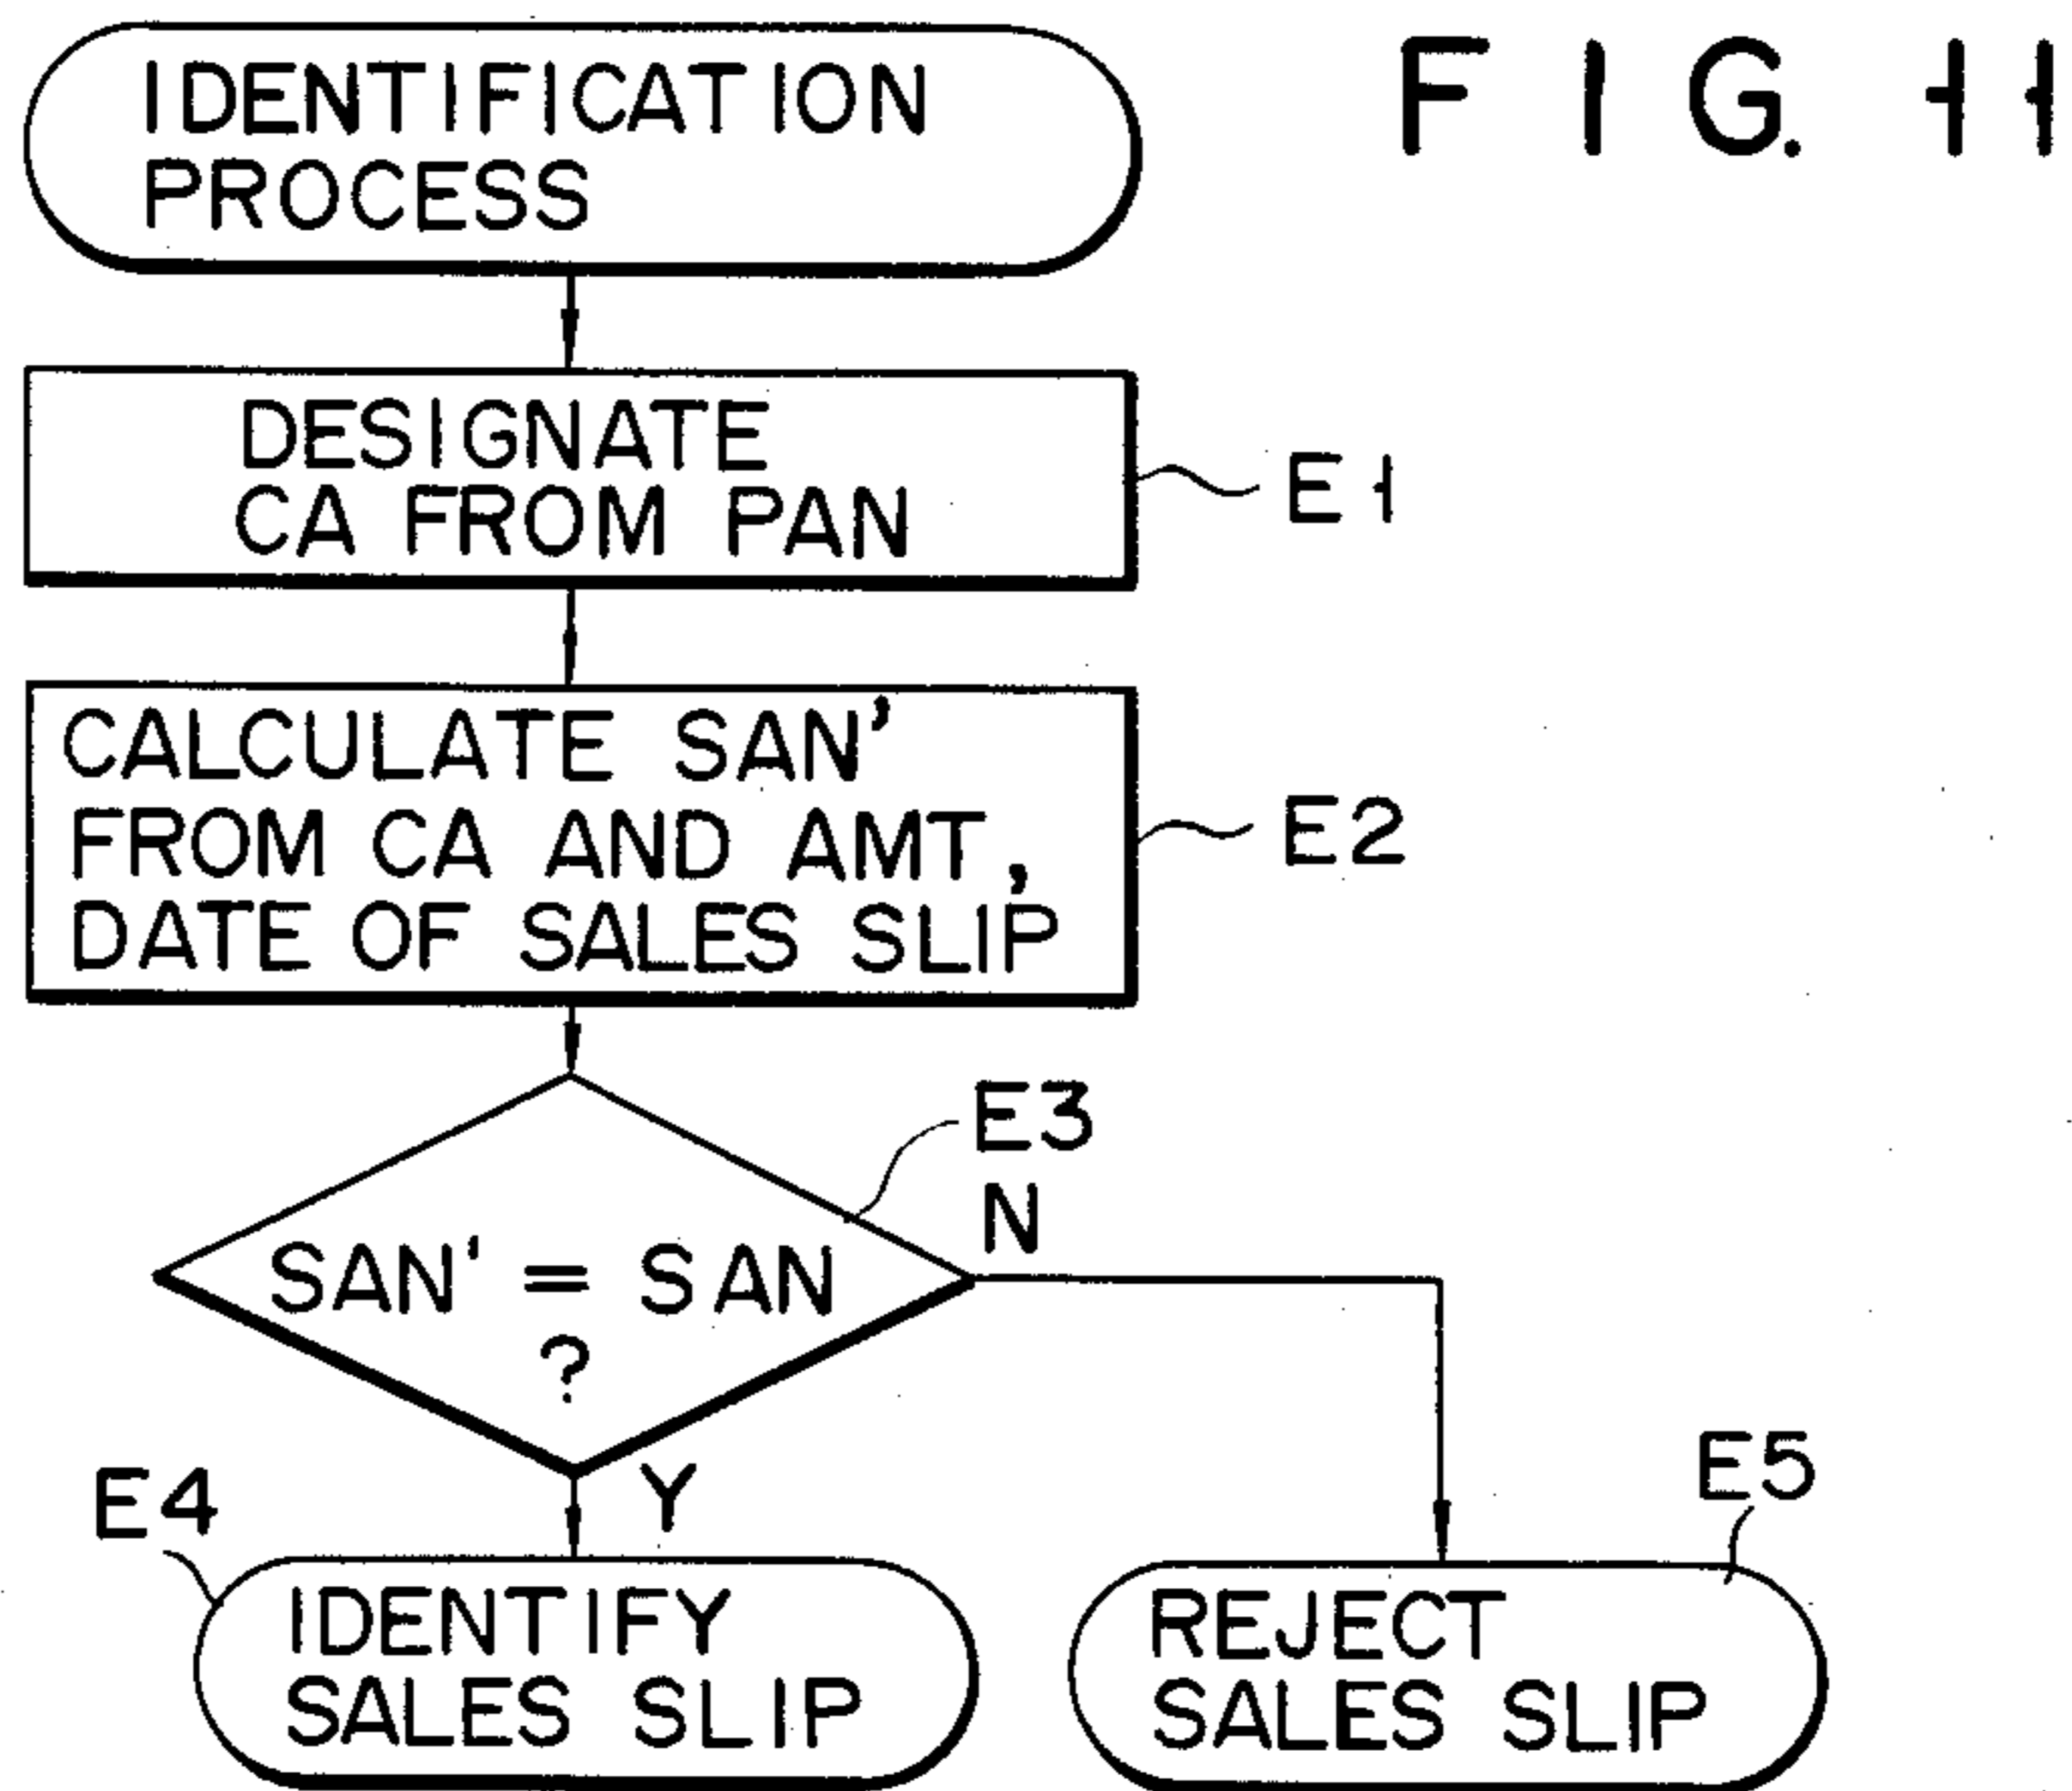 FIG. 11
IDENTIFICATION
PROCESS
DESIGNATE
CA FROM PAN
E1
CALCULATE SAN'
FROM CA AND AMT,
DATE OF SALES SLIP
E2
E3
N
SAN' = SAN
?
Y
E4
IDENTIFY
SALES SLIP
E5
REJECT
SALES SLIP